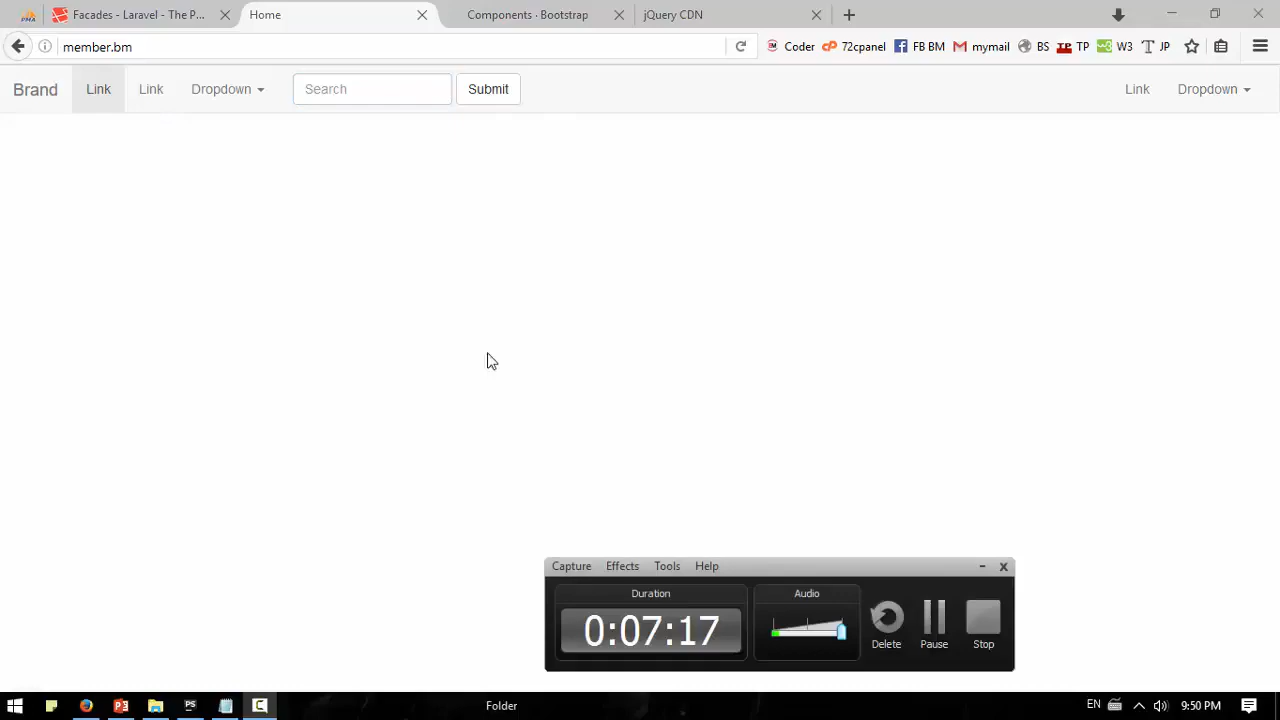 PMA
Facades - Laravel - The P...
Home
Components · Bootstrap
jQuery CDN
member.bm
Coder
72cpanel
FB BM
mymail
BS
TP TP
W3
JP
Brand
Link
Link
Dropdown
Search
Submit
Link
Dropdown
Capture Effects Tools Help
Duration
Audio
0:07:17
Delete
Pause
Stop
Folder
EN
9:50 PM